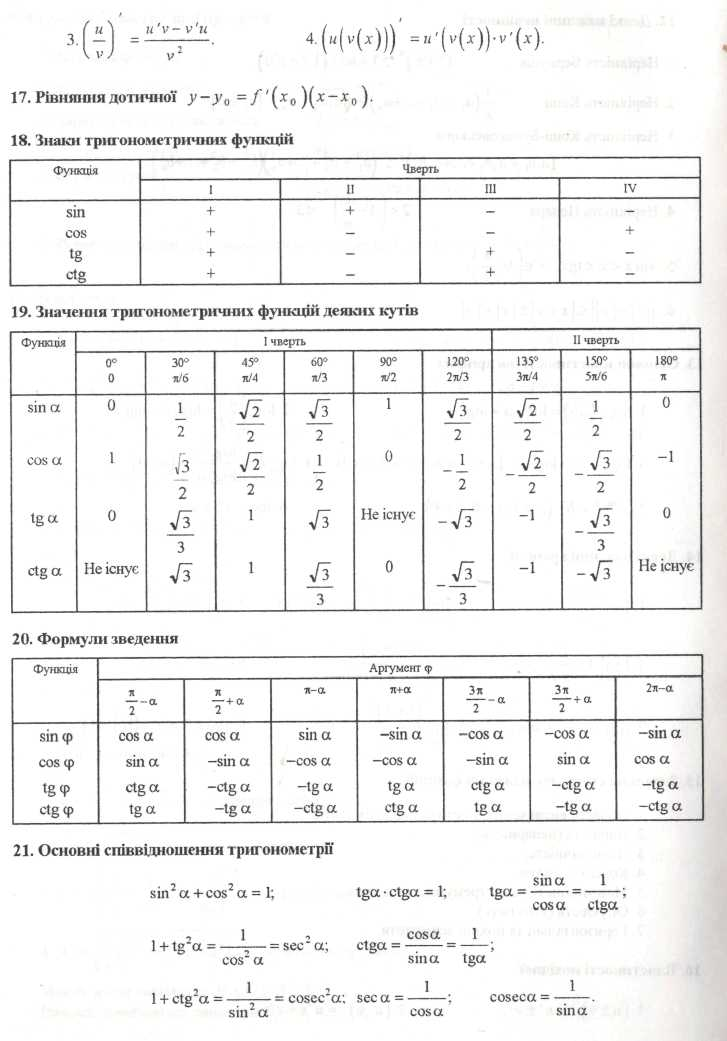 3. (u/v)' = (u'v − v'u)/v². 4. (u(v(x)))' = u'(v(x))·v'(x).
17. Рівняння дотичної y − y₀ = f'(x₀)(x − x₀).
18. Знаки тригонометричних функцій
Функція Чверть
I II III IV
sin + + – –
cos + – – +
tg + – + –
ctg + – + –
19. Значення тригонометричних функцій деяких кутів
Функція I чверть II чверть
0° 30° 45° 60° 90° 120° 135° 150° 180°
0 π/6 π/4 π/3 π/2 2π/3 3π/4 5π/6 π
sin α 0 1/2 √2/2 √3/2 1 √3/2 √2/2 1/2 0
cos α 1 √3/2 √2/2 1/2 0 −1/2 −√2/2 −√3/2 −1
tg α 0 √3/3 1 √3 Не існує −√3 −1 −√3/3 0
ctg α Не існує √3 1 √3/3 0 −√3/3 −1 −√3 Не існує
20. Формули зведення
Функція Аргумент φ
π/2−α π/2+α π−α π+α 3π/2−α 3π/2+α 2π−α
sin φ cos α cos α sin α −sin α −cos α −cos α −sin α
cos φ sin α −sin α −cos α −cos α −sin α sin α cos α
tg φ ctg α −ctg α −tg α tg α ctg α −ctg α −tg α
ctg φ tg α −tg α −ctg α ctg α tg α −tg α −ctg α
21. Основні співвідношення тригонометрії
sin² α + cos² α = 1; tgα · ctgα = 1; tgα = sin α/cos α = 1/ctgα;
1 + tg²α = 1/cos² α = sec² α; ctgα = cosα/sinα = 1/tgα;
1 + ctg²α = 1/sin² α = cosec²α; sec α = 1/cosα; cosecα = 1/sinα.